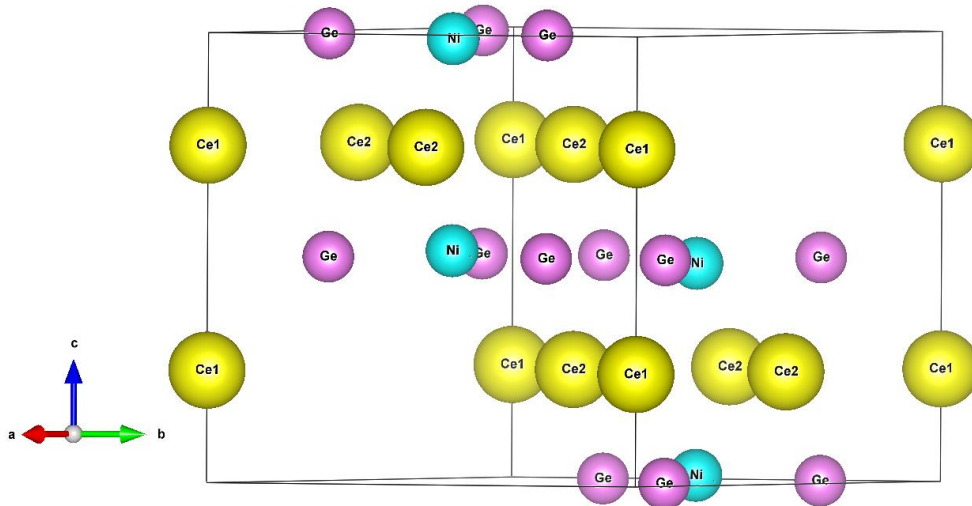 Ge Ni Ge Ge
Ce1 Ce2 Ce2 Ce1 Ce2 Ce1 Ce1
Ge Ni Ge Ge Ge Ge Ni Ge
Ce1 Ce1 Ce2 Ce1 Ce2 Ce2 Ce1
c
a b
Ge Ge Ni Ge